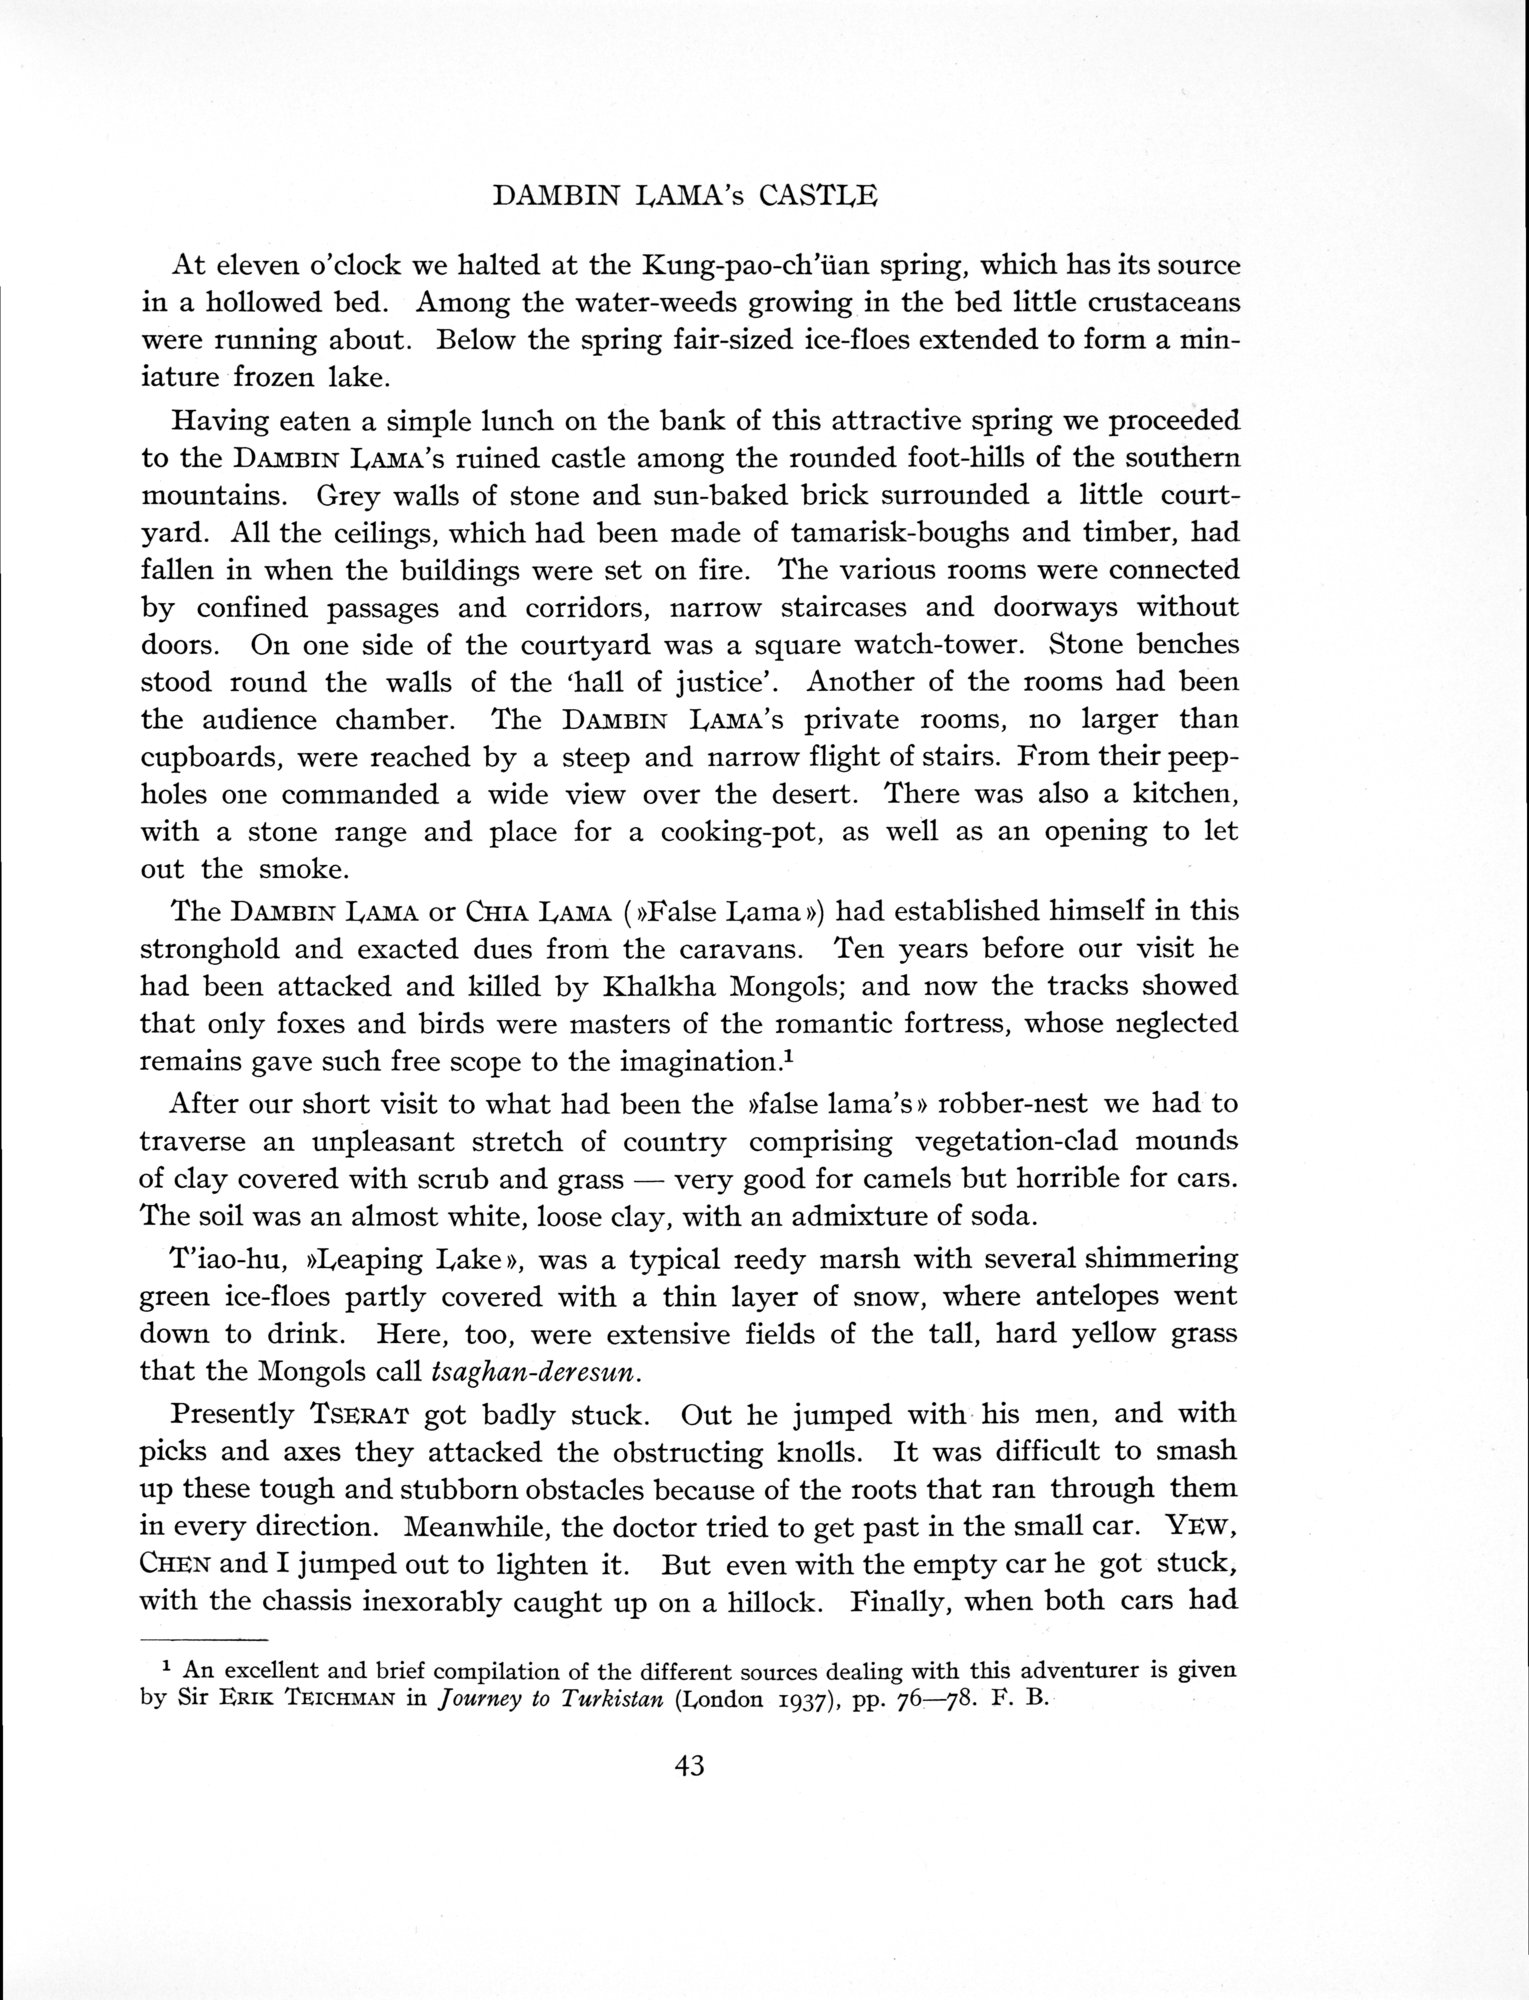 DAMBIN LAMA's CASTLE
At eleven o'clock we halted at the Kung-pao-ch'üan spring, which has its source
in a hollowed bed. Among the water-weeds growing in the bed little crustaceans
were running about. Below the spring fair-sized ice-floes extended to form a min-
iature frozen lake.
Having eaten a simple lunch on the bank of this attractive spring we proceeded
to the DAMBIN LAMA's ruined castle among the rounded foot-hills of the southern
mountains. Grey walls of stone and sun-baked brick surrounded a little court-
yard. All the ceilings, which had been made of tamarisk-boughs and timber, had
fallen in when the buildings were set on fire. The various rooms were connected
by confined passages and corridors, narrow staircases and doorways without
doors. On one side of the courtyard was a square watch-tower. Stone benches
stood round the walls of the ‘hall of justice’. Another of the rooms had been
the audience chamber. The DAMBIN LAMA's private rooms, no larger than
cupboards, were reached by a steep and narrow flight of stairs. From their peep-
holes one commanded a wide view over the desert. There was also a kitchen,
with a stone range and place for a cooking-pot, as well as an opening to let
out the smoke.
The DAMBIN LAMA or CHIA LAMA (»False Lama») had established himself in this
stronghold and exacted dues from the caravans. Ten years before our visit he
had been attacked and killed by Khalkha Mongols; and now the tracks showed
that only foxes and birds were masters of the romantic fortress, whose neglected
remains gave such free scope to the imagination.¹
After our short visit to what had been the »false lama's» robber-nest we had to
traverse an unpleasant stretch of country comprising vegetation-clad mounds
of clay covered with scrub and grass — very good for camels but horrible for cars.
The soil was an almost white, loose clay, with an admixture of soda.
T'iao-hu, »Leaping Lake», was a typical reedy marsh with several shimmering
green ice-floes partly covered with a thin layer of snow, where antelopes went
down to drink. Here, too, were extensive fields of the tall, hard yellow grass
that the Mongols call tsaghan-deresun.
Presently TSERAT got badly stuck. Out he jumped with his men, and with
picks and axes they attacked the obstructing knolls. It was difficult to smash
up these tough and stubborn obstacles because of the roots that ran through them
in every direction. Meanwhile, the doctor tried to get past in the small car. YEW,
CHEN and I jumped out to lighten it. But even with the empty car he got stuck,
with the chassis inexorably caught up on a hillock. Finally, when both cars had
¹ An excellent and brief compilation of the different sources dealing with this adventurer is given
by Sir ERIK TEICHMAN in Journey to Turkistan (London 1937), pp. 76—78. F. B.
43